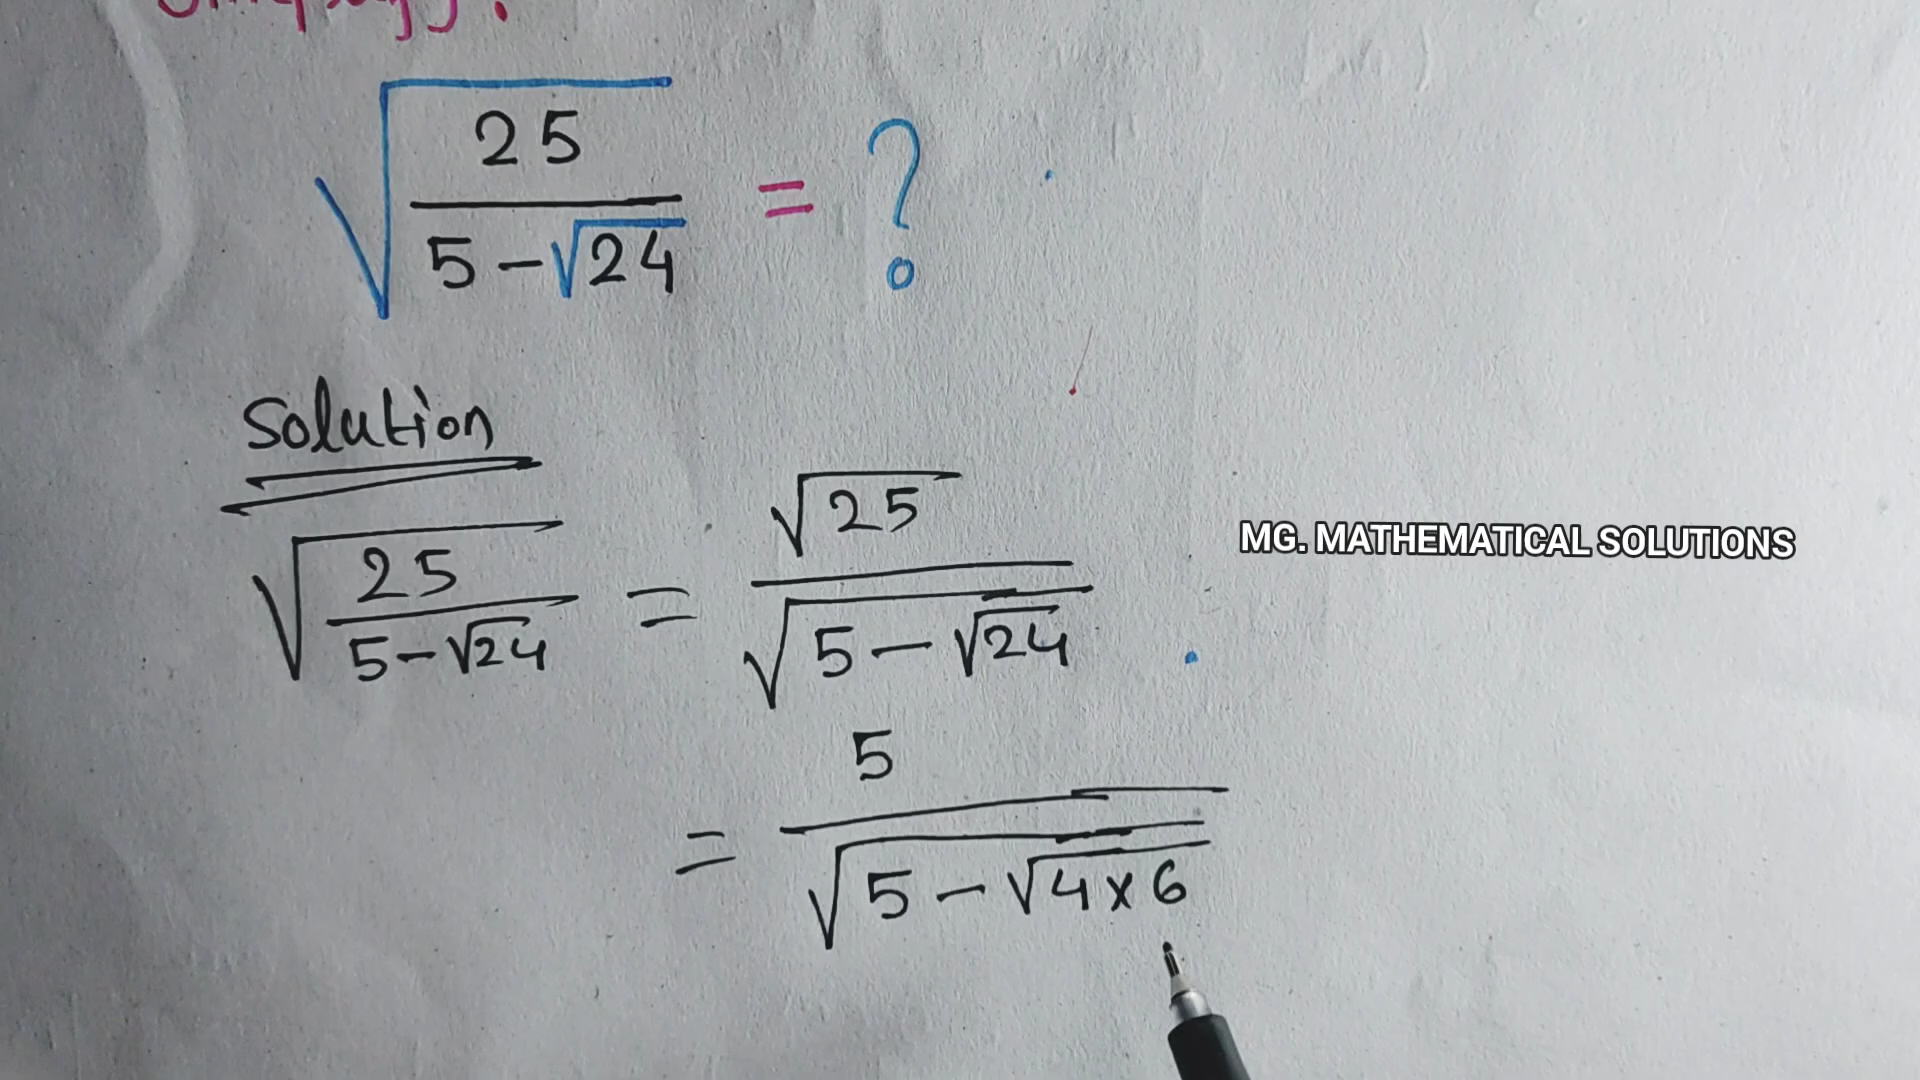 √(25/(5-√24)) = ?
Solution
√(25/(5-√24)) = √25/√(5-√24)
MG. MATHEMATICAL SOLUTIONS
= 5/√(5-√(4×6))